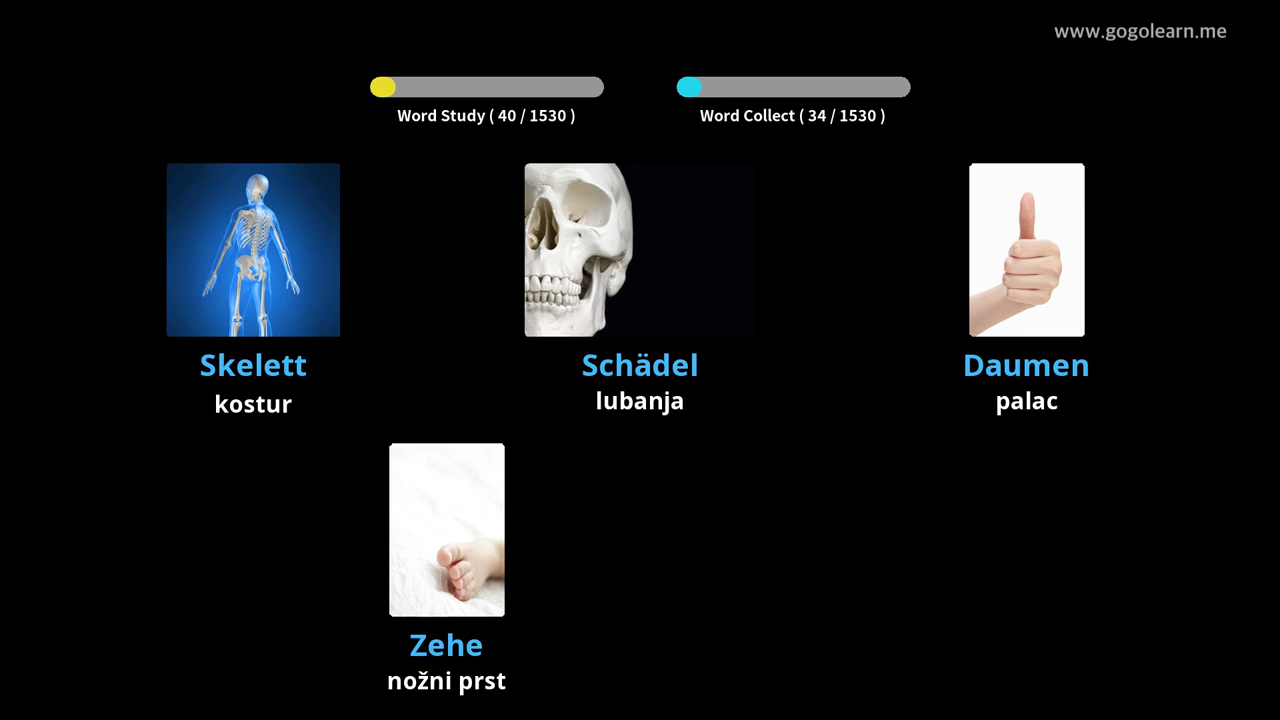 www.gogolearn.me
Word Study ( 40 / 1530 )
Word Collect ( 34 / 1530 )
Skelett
kostur
Schädel
lubanja
Daumen
palac
Zehe
nožni prst